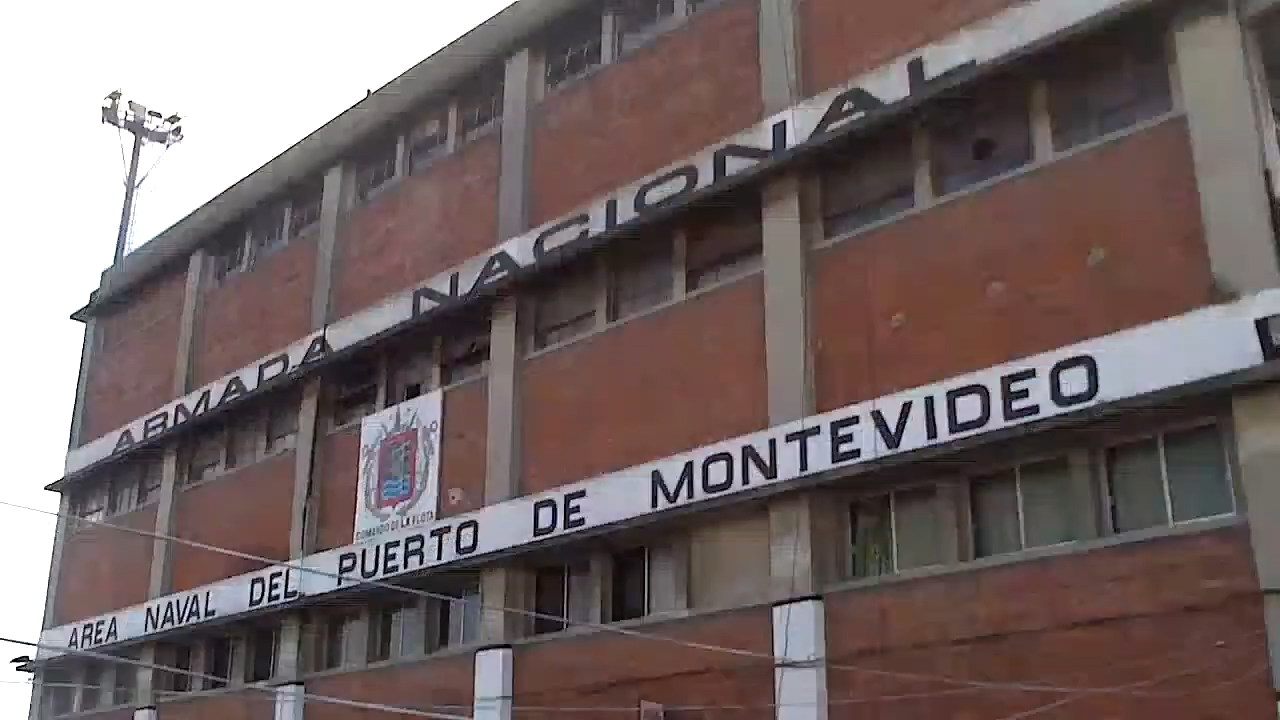 ARMADA NACIONAL
COMANDO DE LA FLOTA
AREA NAVAL DEL PUERTO DE MONTEVIDEO